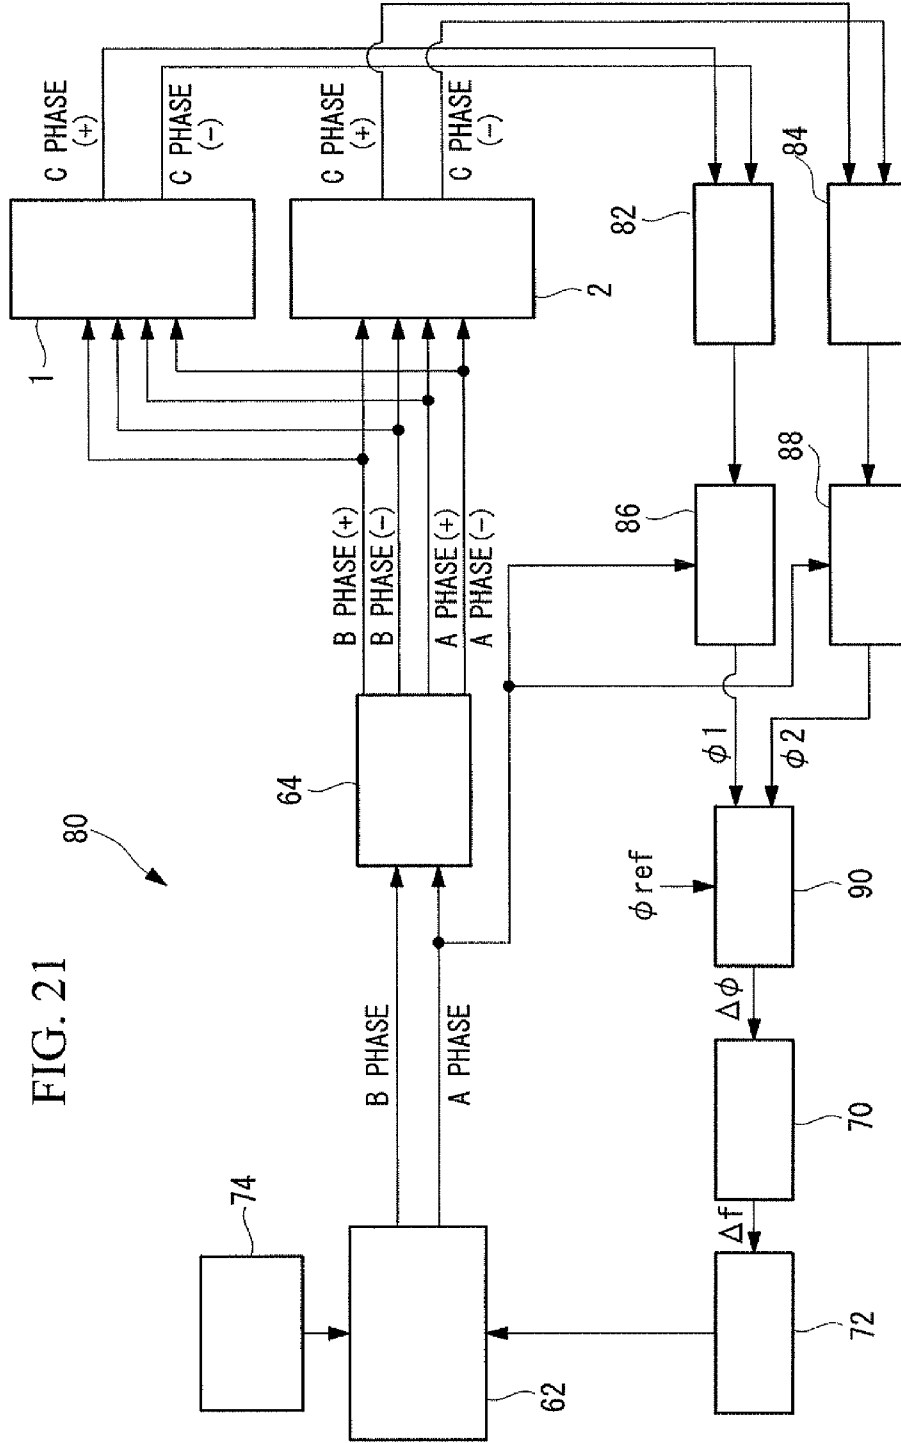 FIG. 21
80
74
62
B PHASE
A PHASE
64
B PHASE(+)
B PHASE(-)
A PHASE(+)
A PHASE(-)
1
2
C PHASE
(+)
C PHASE
(-)
C PHASE
(+)
C PHASE
(-)
82
84
86
88
φ1
φ2
φref
90
Δφ
70
Δf
72